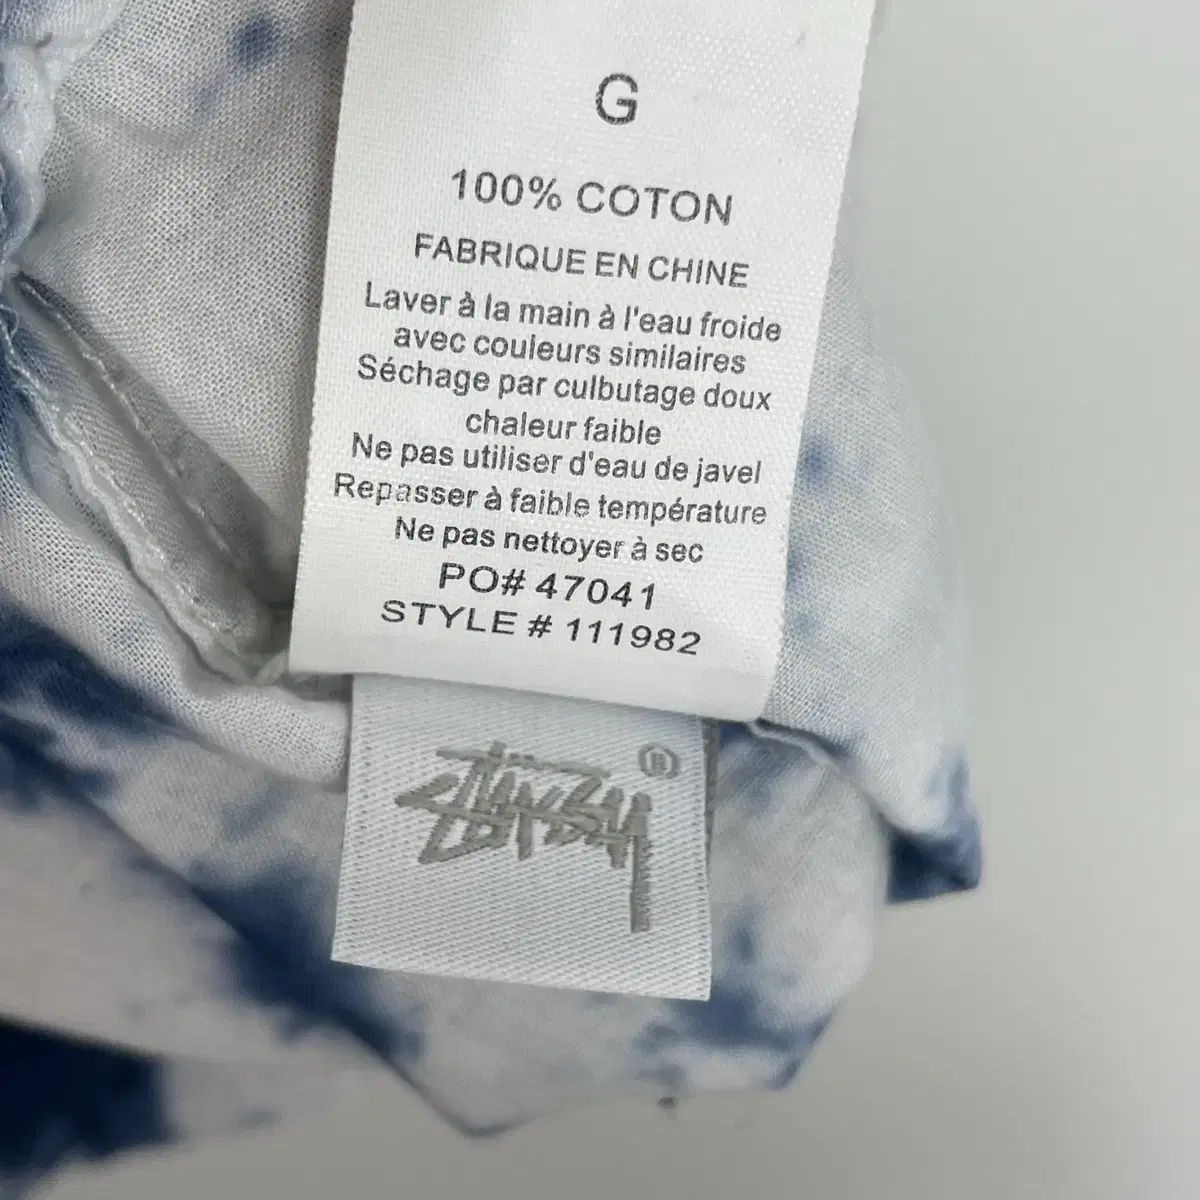 G
100% COTON
FABRIQUE EN CHINE
Laver à la main à l'eau froide
avec couleurs similaires
Séchage par culbutage doux
chaleur faible
Ne pas utiliser d'eau de javel
Repasser à faible température
Ne pas nettoyer à sec
PO# 47041
STYLE # 111982
STÜSSY ®